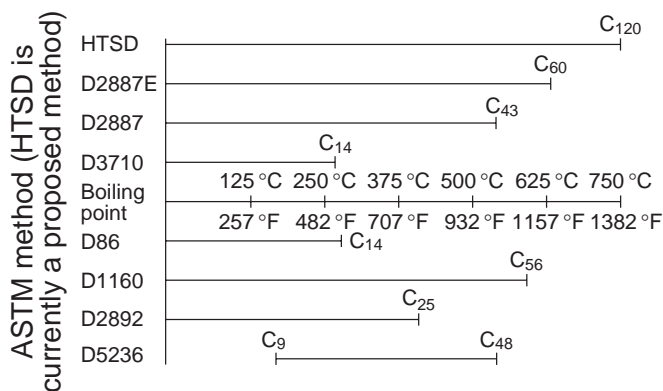 ASTM method (HTSD is
currently a proposed method)
HTSD C₁₂₀
D2887E C₆₀
D2887 C₄₃
D3710 C₁₄
125 °C 250 °C 375 °C 500 °C 625 °C 750 °C
Boiling
point
257 °F 482 °F 707 °F 932 °F 1157 °F 1382 °F
D86 C₁₄
D1160 C₅₆
D2892 C₂₅
D5236 C₉ C₄₈